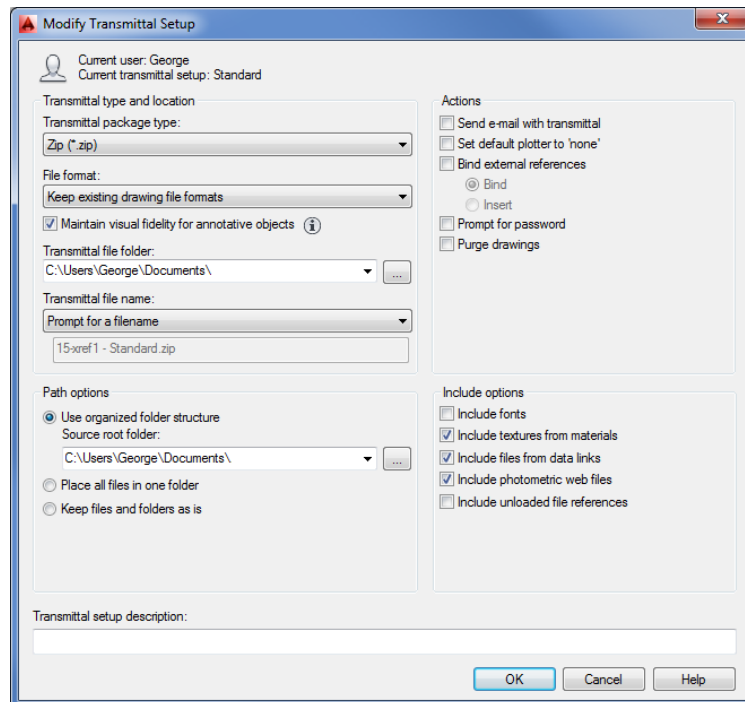 Modify Transmittal Setup
Current user: George
Current transmittal setup: Standard
Transmittal type and location
Transmittal package type:
Zip (*.zip)
File format:
Keep existing drawing file formats
Maintain visual fidelity for annotative objects
Transmittal file folder:
C:\Users\George\Documents\
...
Transmittal file name:
Prompt for a filename
15-xref1 - Standard.zip
Actions
Send e-mail with transmittal
Set default plotter to 'none'
Bind external references
Bind
Insert
Prompt for password
Purge drawings
Path options
Use organized folder structure
Source root folder:
C:\Users\George\Documents\
...
Place all files in one folder
Keep files and folders as is
Include options
Include fonts
Include textures from materials
Include files from data links
Include photometric web files
Include unloaded file references
Transmittal setup description:
OK
Cancel
Help